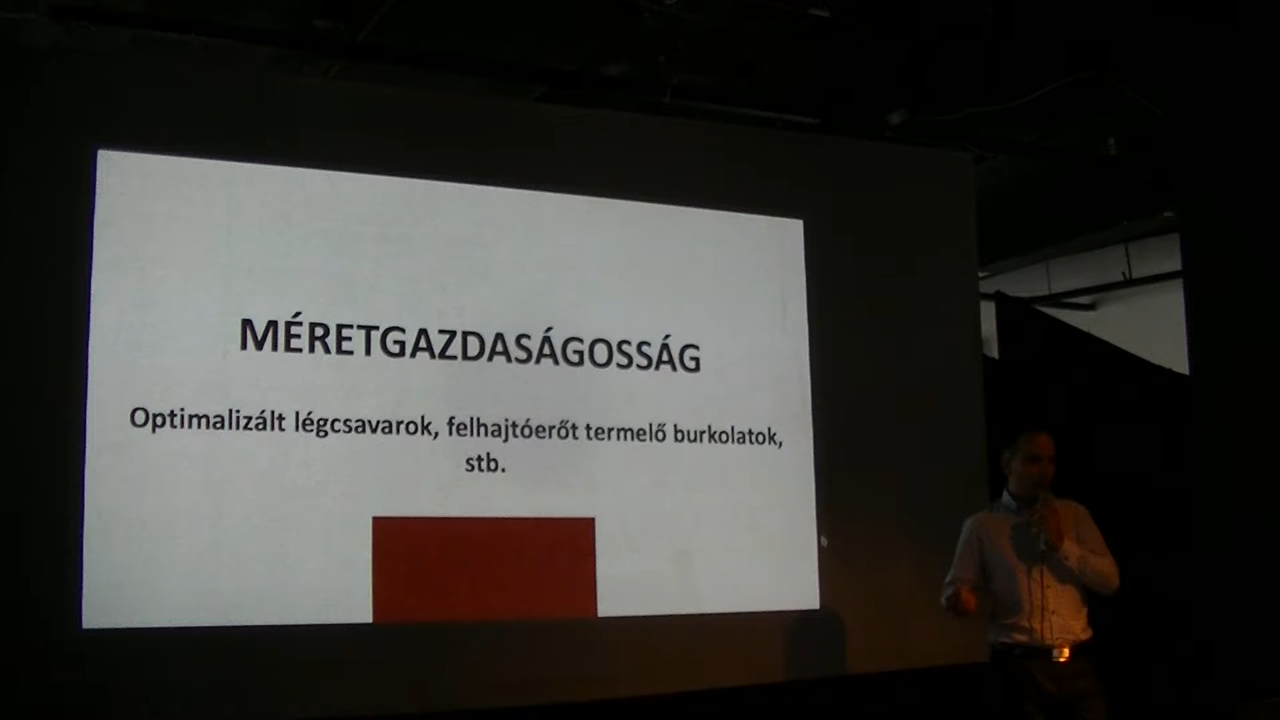 MÉRETGAZDASÁGOSSÁG
Optimalizált légcsavarok, felhajtóerőt termelő burkolatok,
stb.